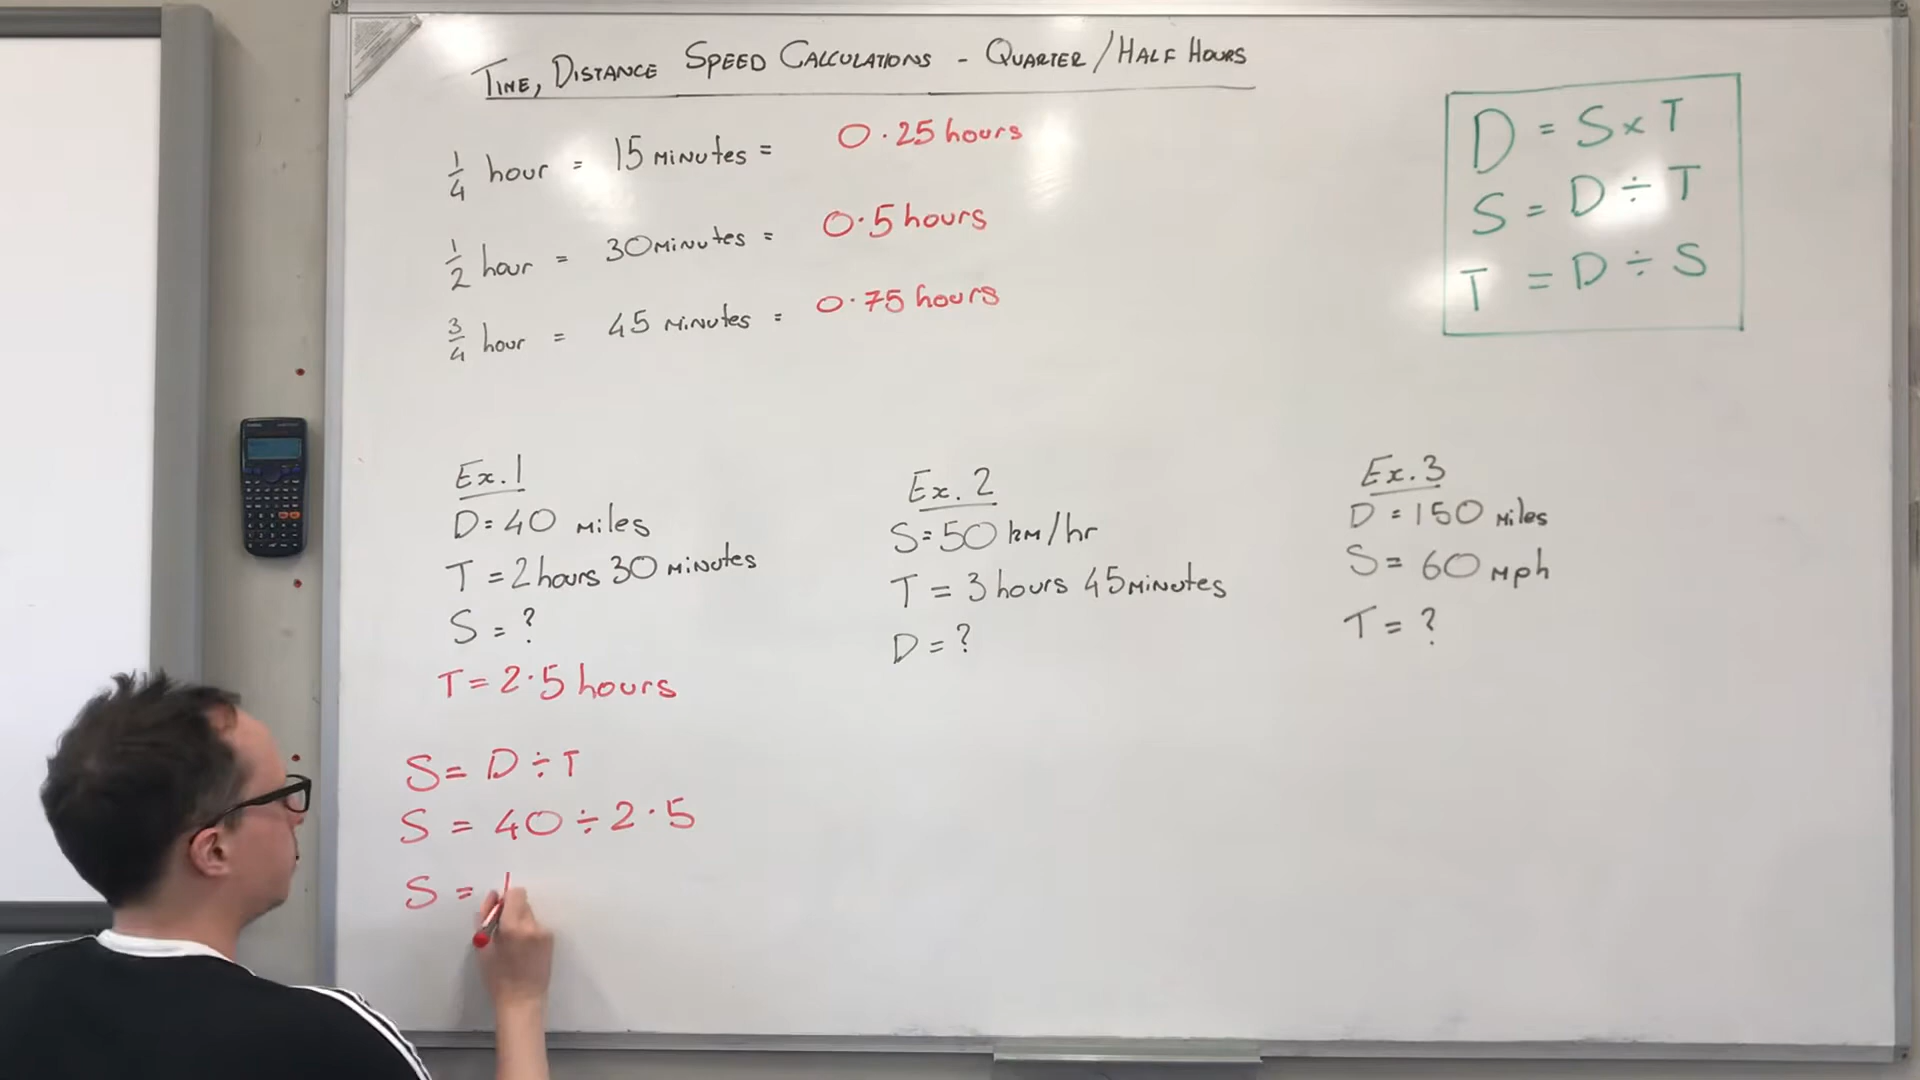 TIME, DISTANCE SPEED CALCULATIONS - QUARTER/HALF HOURS
1/4 hour = 15 minutes = 0.25 hours
1/2 hour = 30 minutes = 0.5 hours
3/4 hour = 45 minutes = 0.75 hours
D = S x T
S = D ÷ T
T = D ÷ S
Ex. 1
D = 40 miles
T = 2 hours 30 minutes
S = ?
T = 2.5 hours
S = D ÷ T
S = 40 ÷ 2.5
S = 1
Ex. 2
S = 50 km/hr
T = 3 hours 45 minutes
D = ?
Ex. 3
D = 150 miles
S = 60 mph
T = ?